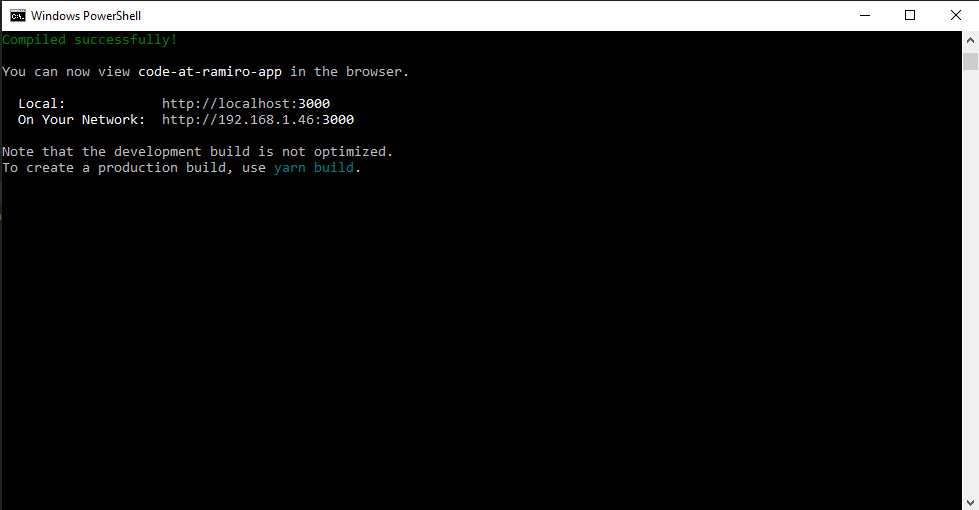 Windows PowerShell
Compiled successfully!
You can now view code-at-ramiro-app in the browser.
Local: http://localhost:3000
On Your Network: http://192.168.1.46:3000
Note that the development build is not optimized.
To create a production build, use yarn build.